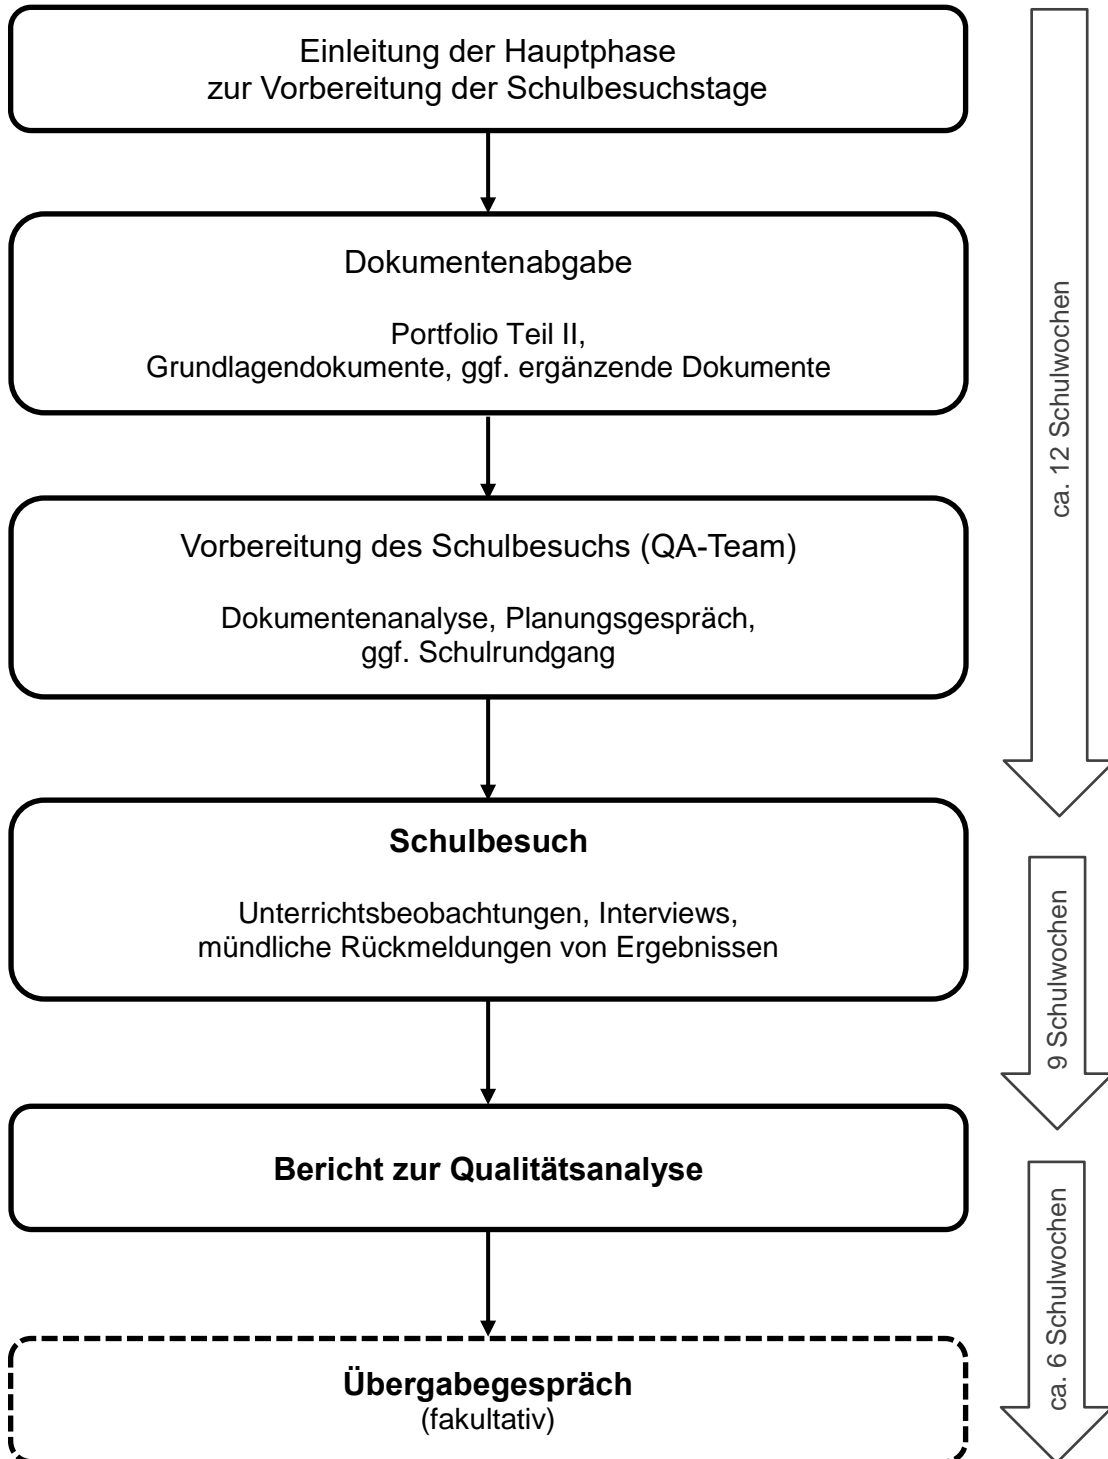 Einleitung der Hauptphase
zur Vorbereitung der Schulbesuchstage
Dokumentenabgabe
Portfolio Teil II,
Grundlagendokumente, ggf. ergänzende Dokumente
Vorbereitung des Schulbesuchs (QA-Team)
Dokumentenanalyse, Planungsgespräch,
ggf. Schulrundgang
ca. 12 Schulwochen
Schulbesuch
Unterrichtsbeobachtungen, Interviews,
mündliche Rückmeldungen von Ergebnissen
9 Schulwochen
Bericht zur Qualitätsanalyse
Übergabegespräch
(fakultativ)
ca. 6 Schulwochen